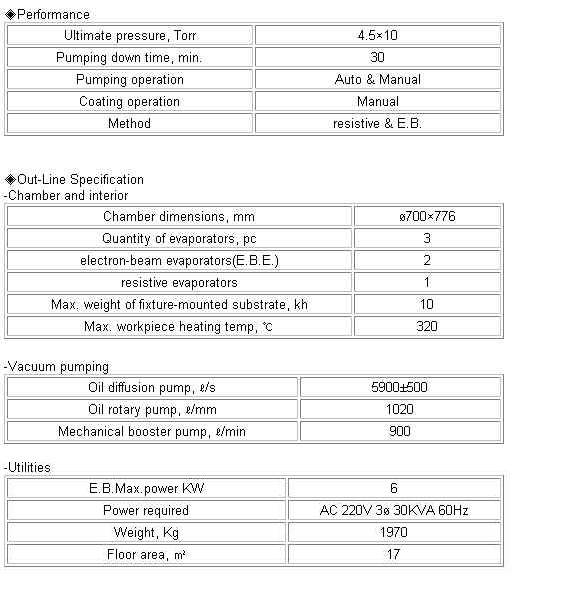 ◈Performance
Ultimate pressure, Torr 4.5×10
Pumping down time, min. 30
Pumping operation Auto & Manual
Coating operation Manual
Method resistive & E.B.
◈Out-Line Specification
-Chamber and interior
Chamber dimensions, mm ø700×776
Quantity of evaporators, pc 3
electron-beam evaporators(E.B.E.) 2
resistive evaporators 1
Max. weight of fixture-mounted substrate, kh 10
Max. workpiece heating temp, ℃ 320
-Vacuum pumping
Oil diffusion pump, ℓ/s 5900±500
Oil rotary pump, ℓ/mm 1020
Mechanical booster pump, ℓ/min 900
-Utilities
E.B.Max.power KW 6
Power required AC 220V 3ø 30KVA 60Hz
Weight, Kg 1970
Floor area, ㎡ 17